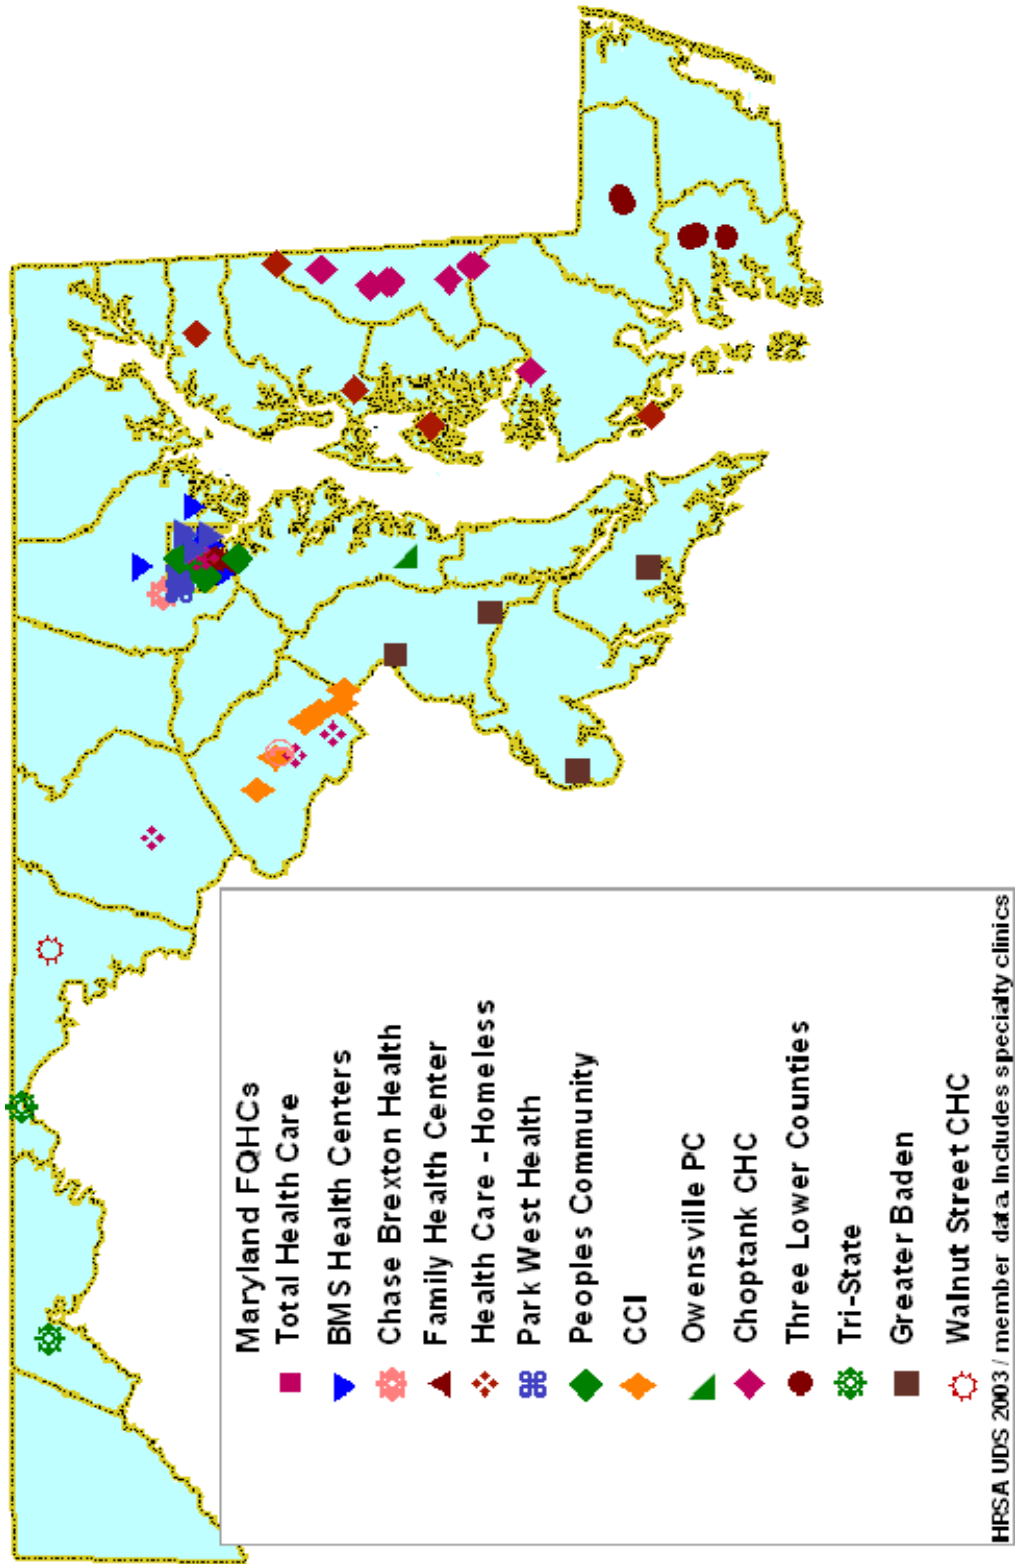 Maryland FQHCs
Total Health Care
BMS Health Centers
Chase Brexton Health
Family Health Center
Health Care - Homeless
Park West Health
Peoples Community
CCI
Owensville PC
Choptank CHC
Three Lower Counties
Tri-State
Greater Baden
Walnut Street CHC
HRSA UDS 2003 / member data. Includes specialty clinics